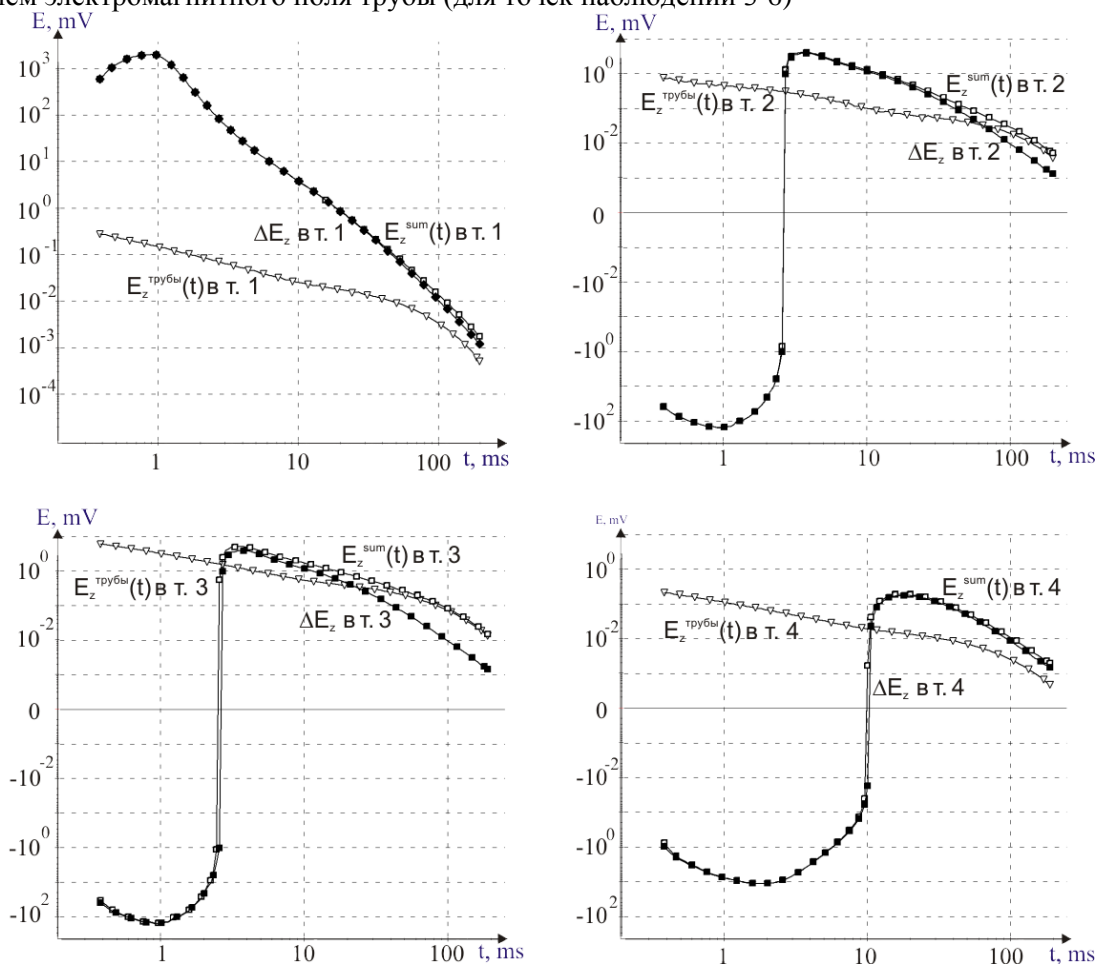 ием электромагнитного поля трубы (для точек наблюдений 3-6)
E, mV
10³
10²
10¹
10⁰
10⁻¹
10⁻²
10⁻³
10⁻⁴
ΔE_z в т. 1
E_z^sum(t) в т. 1
E_z^трубы(t) в т. 1
1 10 100 t, ms
E, mV
10⁰
10⁻²
0
-10⁻²
-10⁰
-10²
E_z^трубы(t) в т. 2
E_z^sum(t) в т. 2
ΔE_z в т. 2
1 10 100 t, ms
E, mV
10⁰
10⁻²
0
-10⁻²
-10⁰
-10²
E_z^sum(t) в т. 3
E_z^трубы(t) в т. 3
ΔE_z в т. 3
1 10 100 t, ms
E, mV
10⁰
10⁻²
0
-10⁻²
-10⁰
-10²
E_z^sum(t) в т. 4
E_z^трубы(t) в т. 4
ΔE_z в т. 4
1 10 100 t, ms